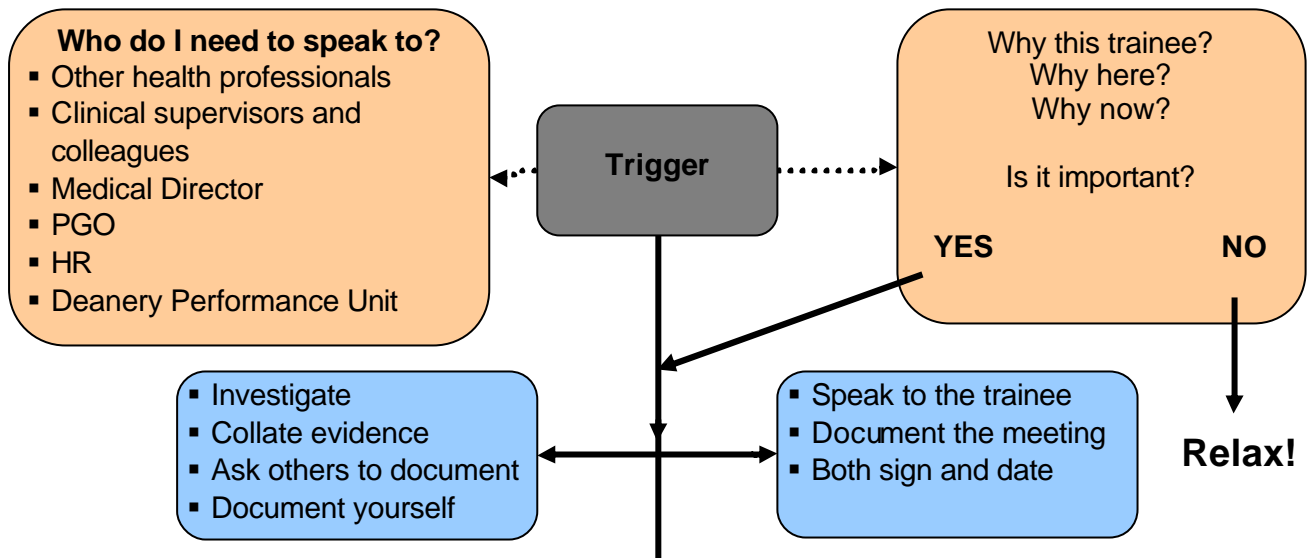 Who do I need to speak to?
▪ Other health professionals
▪ Clinical supervisors and
colleagues
▪ Medical Director
▪ PGO
▪ HR
▪ Deanery Performance Unit
Trigger
Why this trainee?
Why here?
Why now?
Is it important?
YES
NO
▪ Investigate
▪ Collate evidence
▪ Ask others to document
▪ Document yourself
▪ Speak to the trainee
▪ Document the meeting
▪ Both sign and date
Relax!